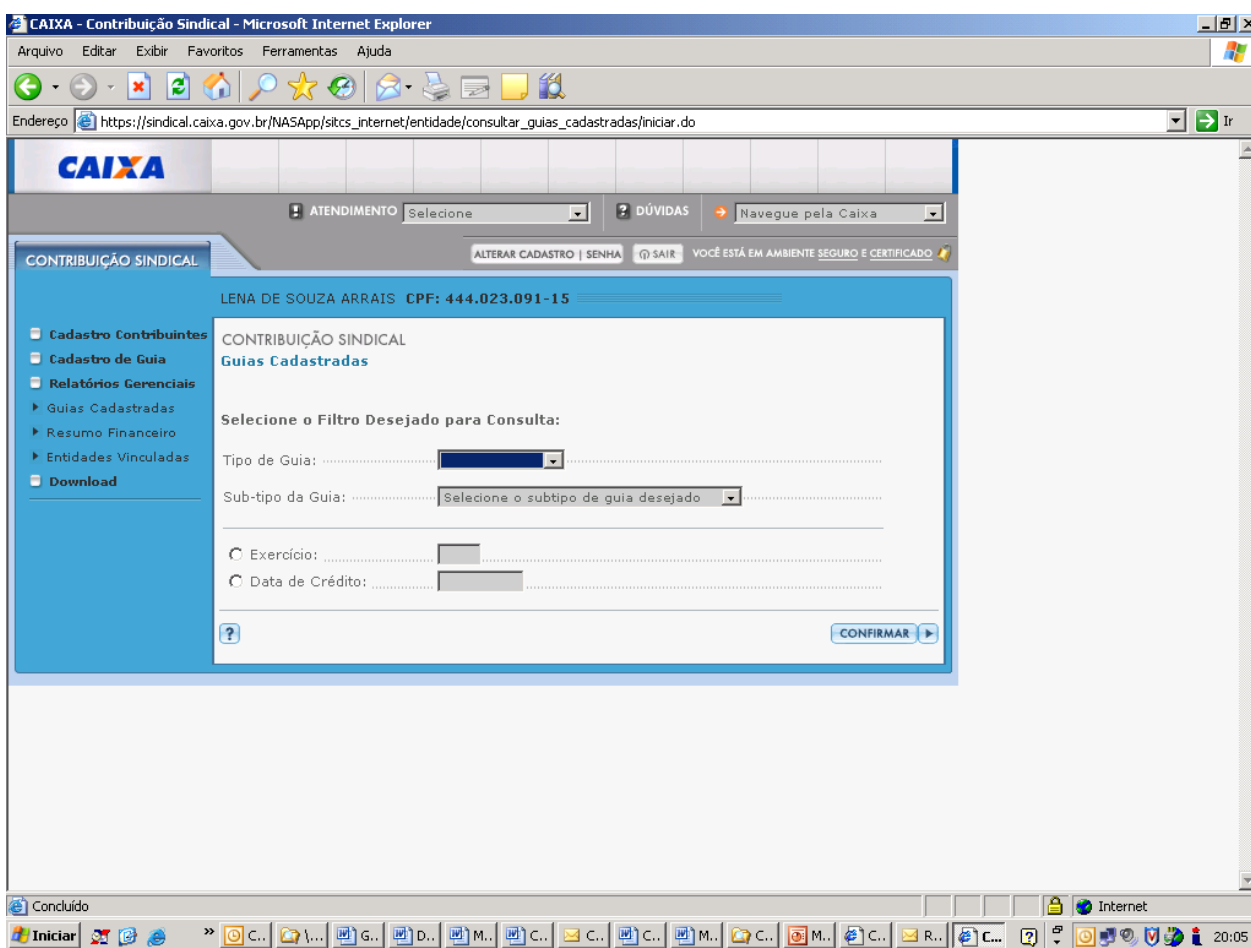 CAIXA - Contribuição Sindical - Microsoft Internet Explorer
Arquivo Editar Exibir Favoritos Ferramentas Ajuda
Endereço https://sindical.caixa.gov.br/NASApp/sitcs_internet/entidade/consultar_guias_cadastradas/iniciar.do Ir
CAIXA
ATENDIMENTO Selecione DÚVIDAS Navegue pela Caixa
CONTRIBUIÇÃO SINDICAL ALTERAR CADASTRO | SENHA SAIR VOCÊ ESTÁ EM AMBIENTE SEGURO E CERTIFICADO
LENA DE SOUZA ARRAIS CPF: 444.023.091-15
Cadastro Contribuintes
Cadastro de Guia
Relatórios Gerenciais
Guias Cadastradas
Resumo Financeiro
Entidades Vinculadas
Download
CONTRIBUIÇÃO SINDICAL
Guias Cadastradas
Selecione o Filtro Desejado para Consulta:
Tipo de Guia:
Sub-tipo da Guia: Selecione o subtipo de guia desejado
Exercício:
Data de Crédito:
? CONFIRMAR
Concluído Internet
Iniciar » C... \... G... D... M... C... C... C... M... C... M... C... R... C... 20:05